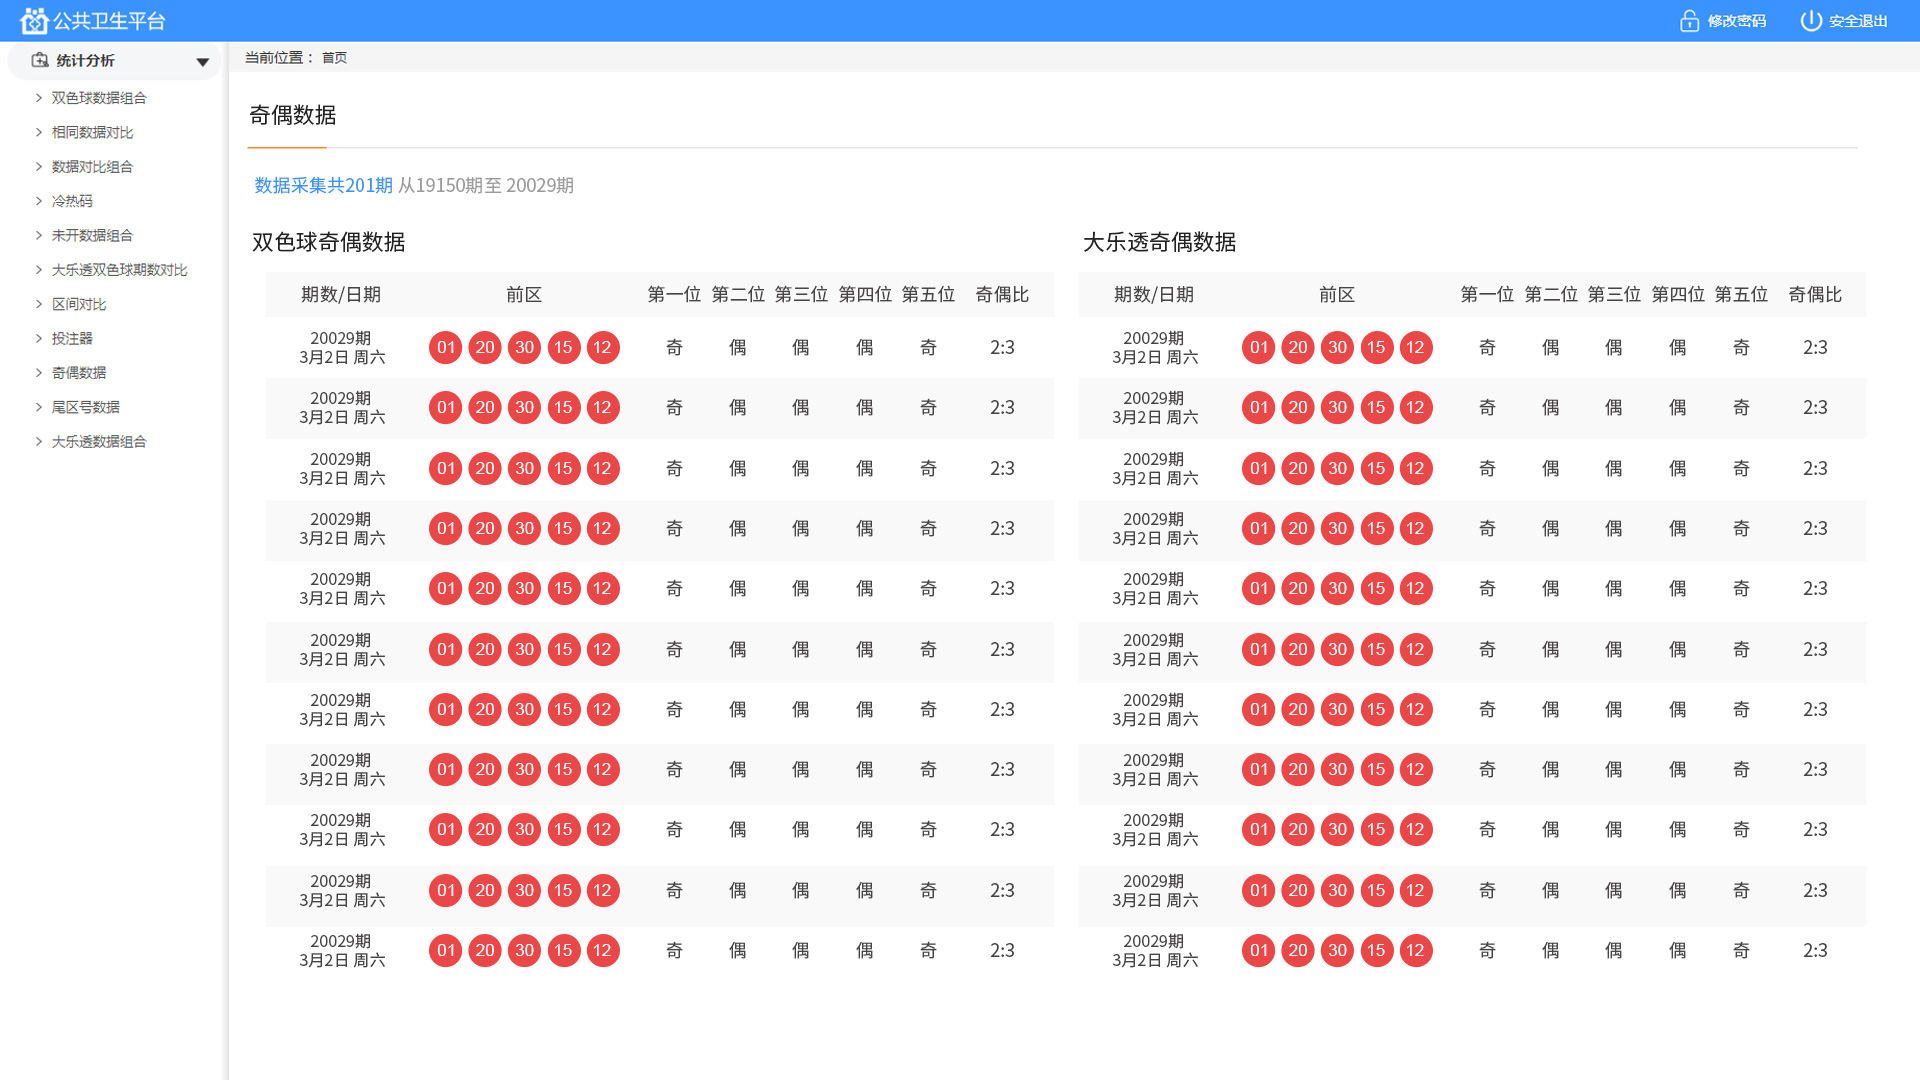 公共卫生平台
修改密码
安全退出
统计分析
双色球数据组合
相同数据对比
数据对比组合
冷热码
未开数据组合
大乐透双色球期数对比
区间对比
投注器
奇偶数据
尾区号数据
大乐透数据组合
当前位置： 首页
奇偶数据
数据采集共201期 从19150期至 20029期
双色球奇偶数据
期数/日期 前区 第一位 第二位 第三位 第四位 第五位 奇偶比
20029期
3月2日 周六 01 20 30 15 12 奇 偶 偶 偶 奇 2:3
20029期
3月2日 周六 01 20 30 15 12 奇 偶 偶 偶 奇 2:3
20029期
3月2日 周六 01 20 30 15 12 奇 偶 偶 偶 奇 2:3
20029期
3月2日 周六 01 20 30 15 12 奇 偶 偶 偶 奇 2:3
20029期
3月2日 周六 01 20 30 15 12 奇 偶 偶 偶 奇 2:3
20029期
3月2日 周六 01 20 30 15 12 奇 偶 偶 偶 奇 2:3
20029期
3月2日 周六 01 20 30 15 12 奇 偶 偶 偶 奇 2:3
20029期
3月2日 周六 01 20 30 15 12 奇 偶 偶 偶 奇 2:3
20029期
3月2日 周六 01 20 30 15 12 奇 偶 偶 偶 奇 2:3
20029期
3月2日 周六 01 20 30 15 12 奇 偶 偶 偶 奇 2:3
20029期
3月2日 周六 01 20 30 15 12 奇 偶 偶 偶 奇 2:3
大乐透奇偶数据
期数/日期 前区 第一位 第二位 第三位 第四位 第五位 奇偶比
20029期
3月2日 周六 01 20 30 15 12 奇 偶 偶 偶 奇 2:3
20029期
3月2日 周六 01 20 30 15 12 奇 偶 偶 偶 奇 2:3
20029期
3月2日 周六 01 20 30 15 12 奇 偶 偶 偶 奇 2:3
20029期
3月2日 周六 01 20 30 15 12 奇 偶 偶 偶 奇 2:3
20029期
3月2日 周六 01 20 30 15 12 奇 偶 偶 偶 奇 2:3
20029期
3月2日 周六 01 20 30 15 12 奇 偶 偶 偶 奇 2:3
20029期
3月2日 周六 01 20 30 15 12 奇 偶 偶 偶 奇 2:3
20029期
3月2日 周六 01 20 30 15 12 奇 偶 偶 偶 奇 2:3
20029期
3月2日 周六 01 20 30 15 12 奇 偶 偶 偶 奇 2:3
20029期
3月2日 周六 01 20 30 15 12 奇 偶 偶 偶 奇 2:3
20029期
3月2日 周六 01 20 30 15 12 奇 偶 偶 偶 奇 2:3